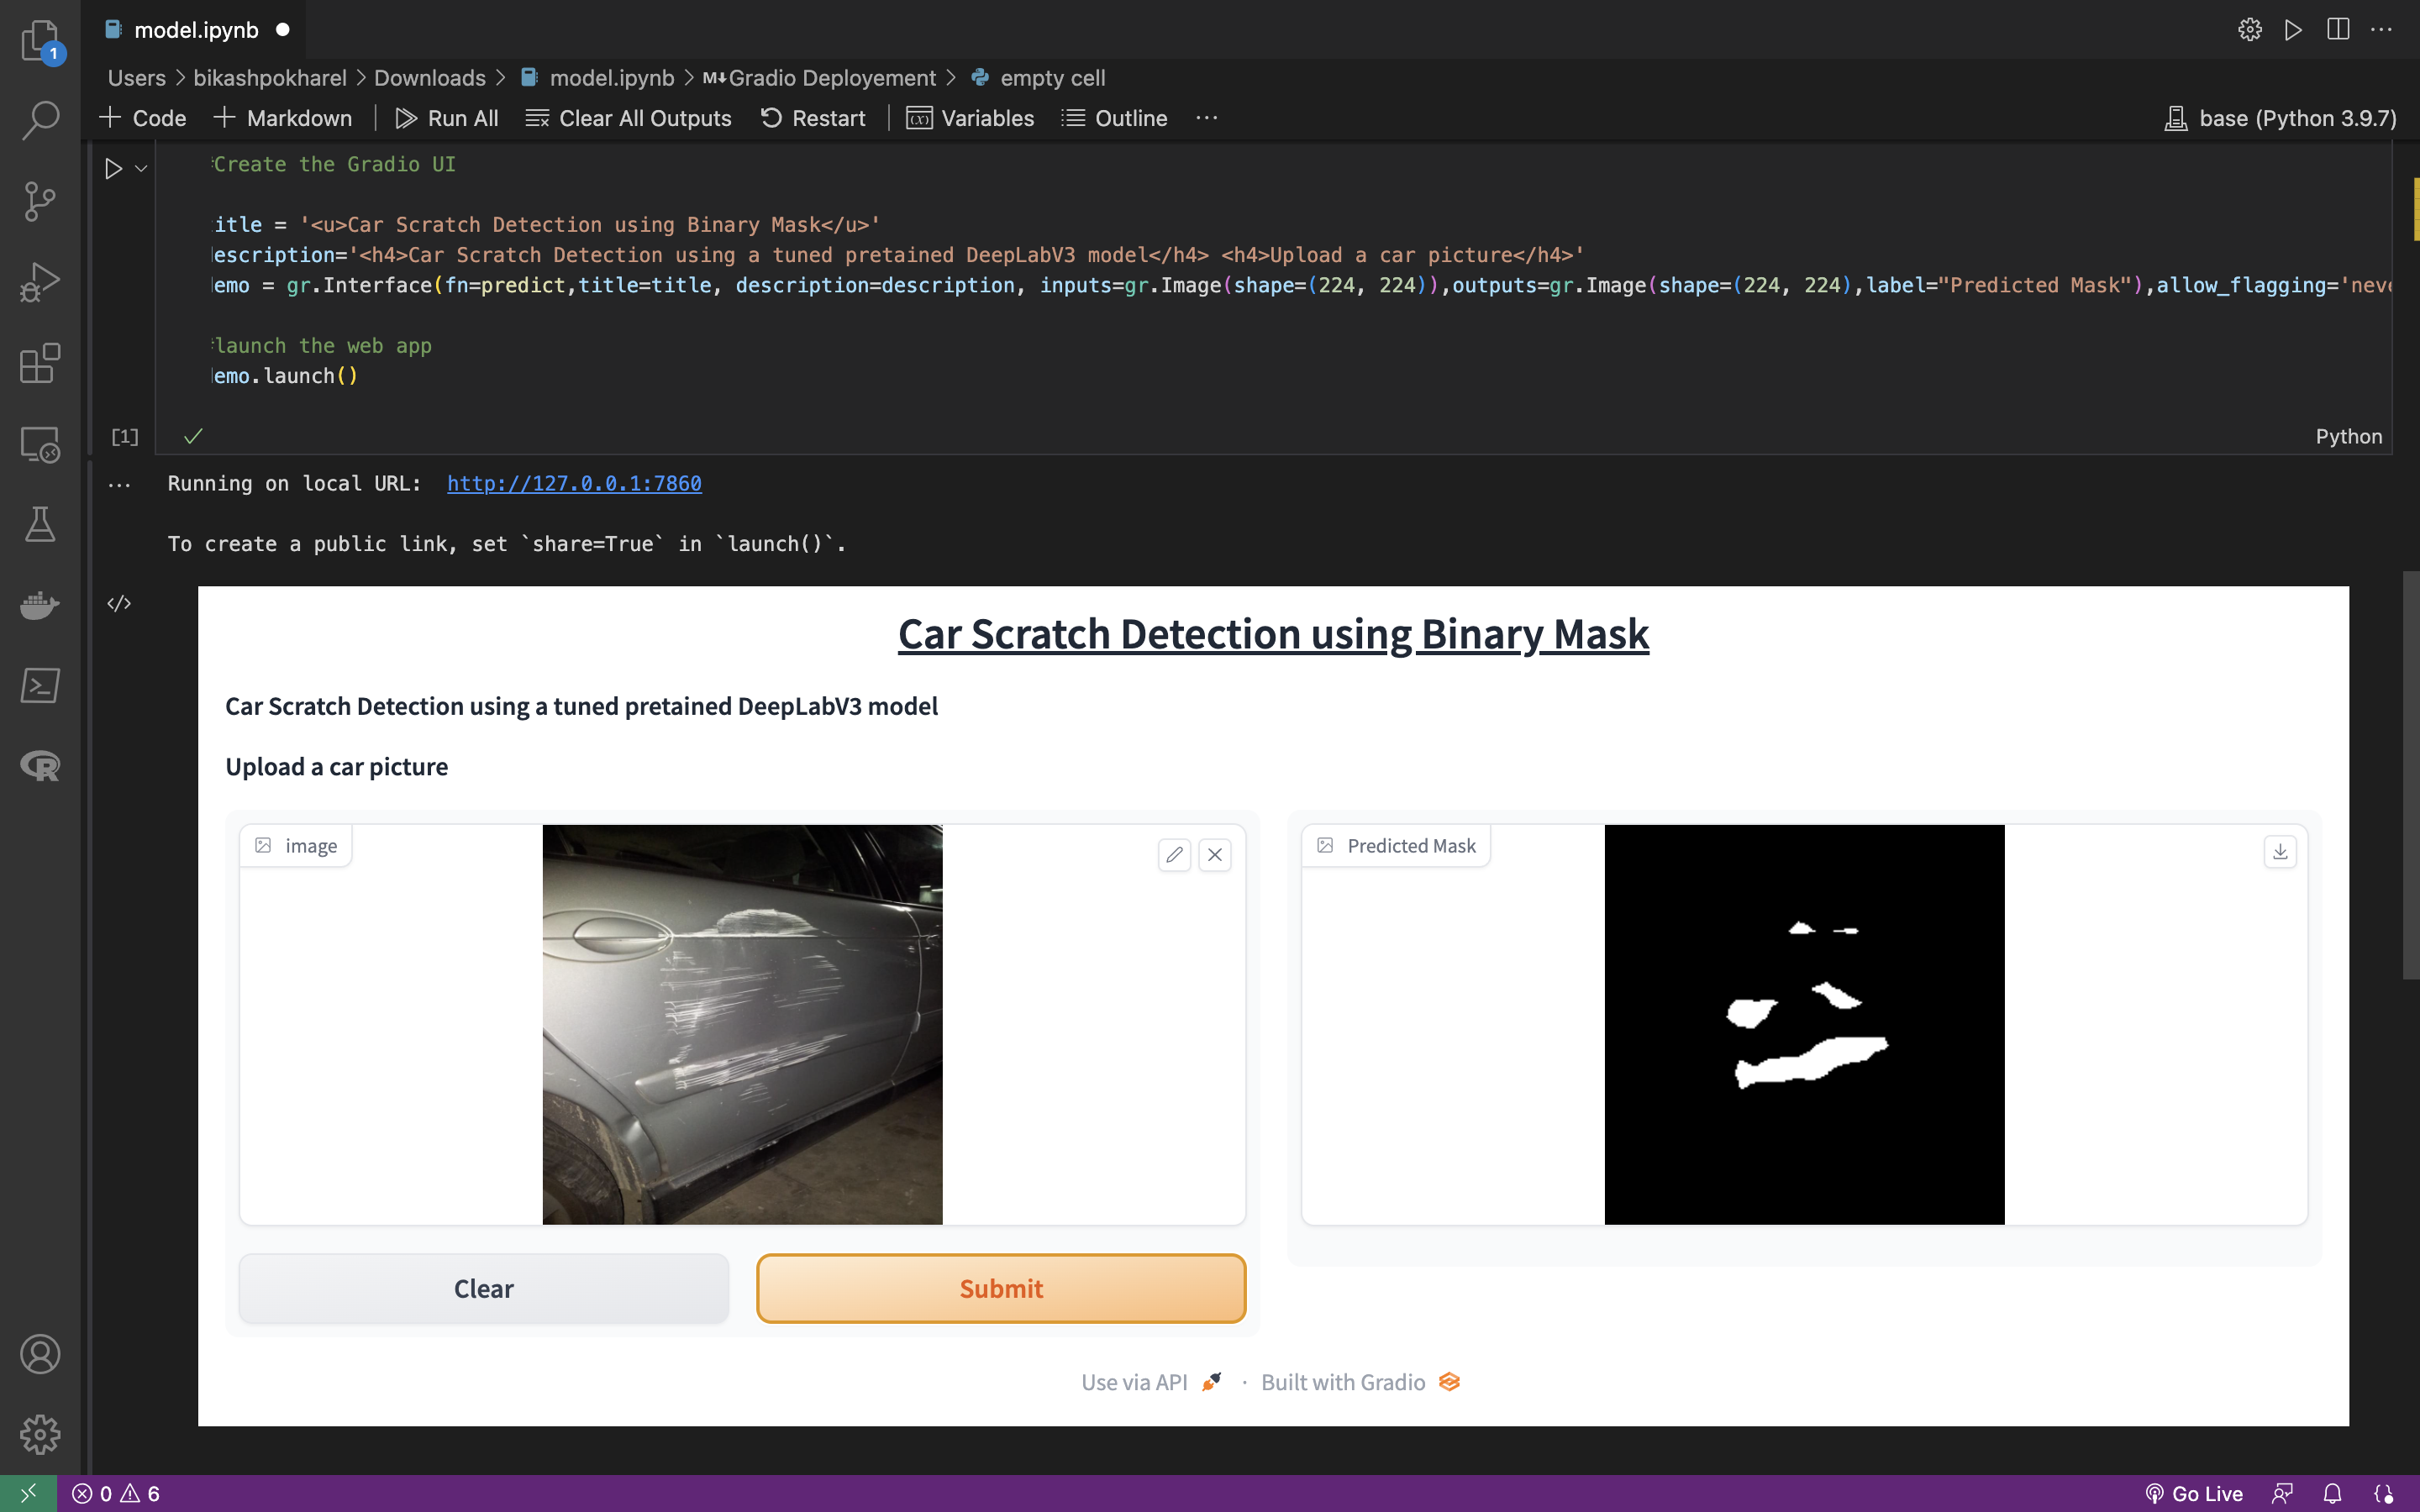 1
model.ipynb
Users > bikashpokharel > Downloads > model.ipynb > M↓Gradio Deployement > empty cell
+ Code + Markdown | Run All Clear All Outputs Restart | Variables Outline ··· base (Python 3.9.7)
Create the Gradio UI
itle = '<u>Car Scratch Detection using Binary Mask</u>'
escription='<h4>Car Scratch Detection using a tuned pretained DeepLabV3 model</h4> <h4>Upload a car picture</h4>'
emo = gr.Interface(fn=predict,title=title, description=description, inputs=gr.Image(shape=(224, 224)),outputs=gr.Image(shape=(224, 224),label="Predicted Mask"),allow_flagging='neve
launch the web app
emo.launch()
[1] Python
Running on local URL: http://127.0.0.1:7860
To create a public link, set `share=True` in `launch()`.
Car Scratch Detection using Binary Mask
Car Scratch Detection using a tuned pretained DeepLabV3 model
Upload a car picture
image
Predicted Mask
Clear
Submit
Use via API · Built with Gradio
0 6 Go Live